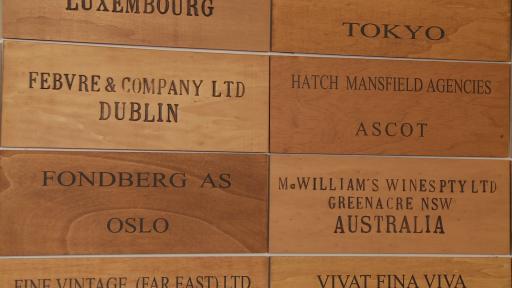 LUXEMBOURG
TOKYO
FEBVRE & COMPANY LTD
DUBLIN
HATCH MANSFIELD AGENCIES
ASCOT
FONDBERG AS
OSLO
McWILLIAM'S WINES PTY LTD
GREENACRE NSW
AUSTRALIA
FINE VINTAGE (FAR EAST) LTD
VIVAT FINA VIVA